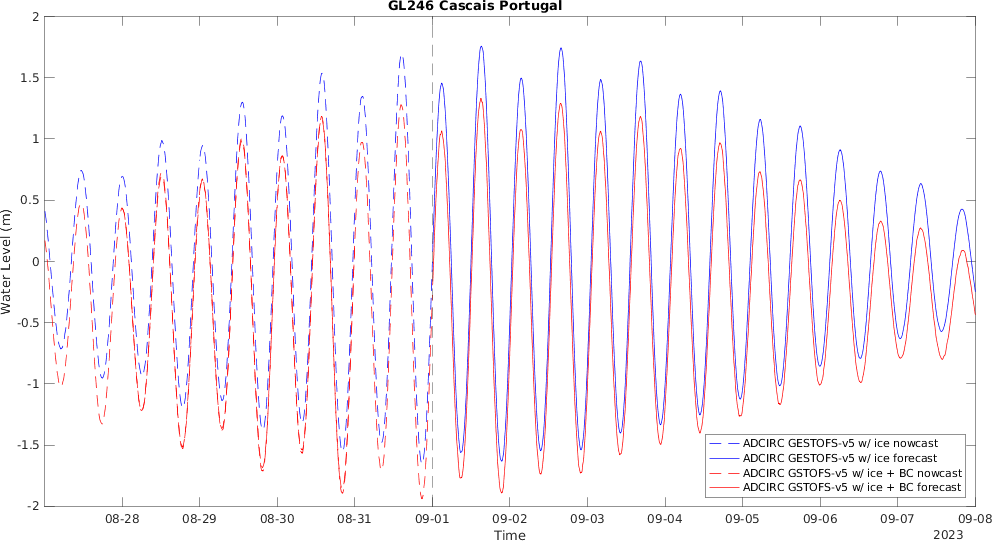 GL246 Cascais Portugal
2
1.5
1
0.5
0
-0.5
-1
-1.5
-2
Water Level (m)
08-28 08-29 08-30 08-31 09-01 09-02 09-03 09-04 09-05 09-06 09-07 09-08
Time
2023
ADCIRC GESTOFS-v5 w/ ice nowcast
ADCIRC GESTOFS-v5 w/ ice forecast
ADCIRC GSTOFS-v5 w/ ice + BC nowcast
ADCIRC GSTOFS-v5 w/ ice + BC forecast